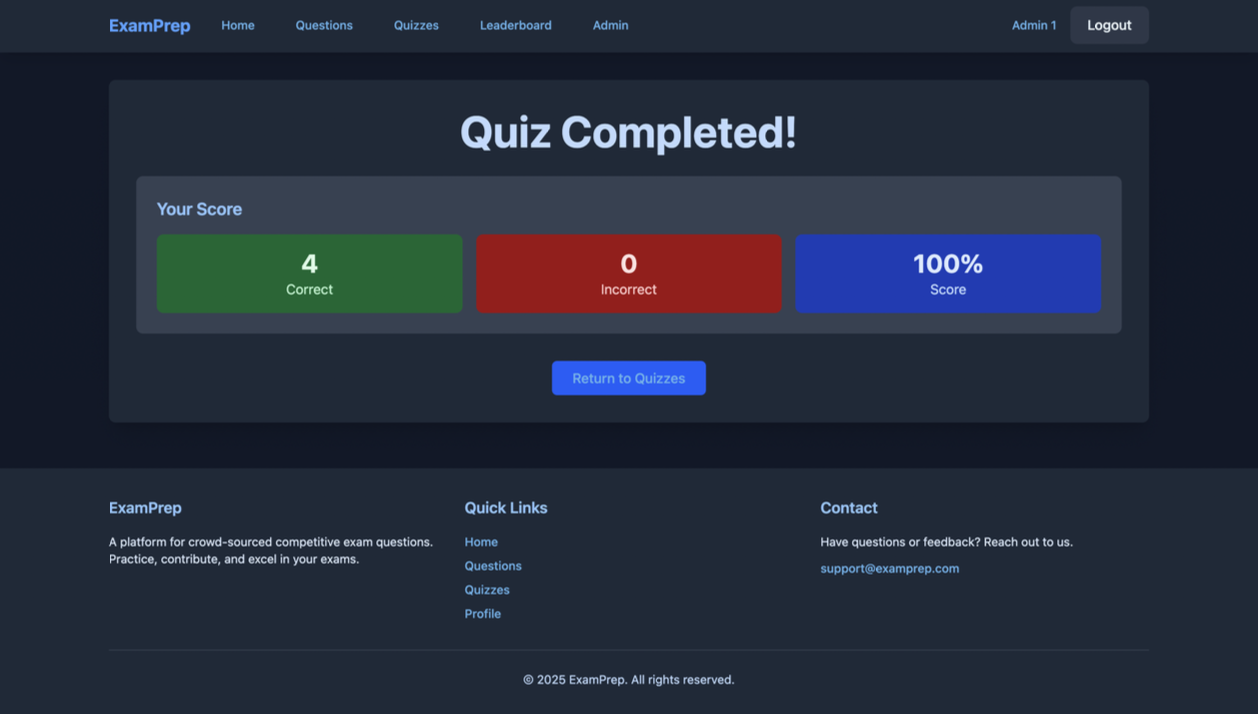 ExamPrep Home Questions Quizzes Leaderboard Admin Admin 1 Logout
Quiz Completed!
Your Score
4
Correct
0
Incorrect
100%
Score
Return to Quizzes
ExamPrep
A platform for crowd-sourced competitive exam questions.
Practice, contribute, and excel in your exams.
Quick Links
Home
Questions
Quizzes
Profile
Contact
Have questions or feedback? Reach out to us.
support@examprep.com
© 2025 ExamPrep. All rights reserved.